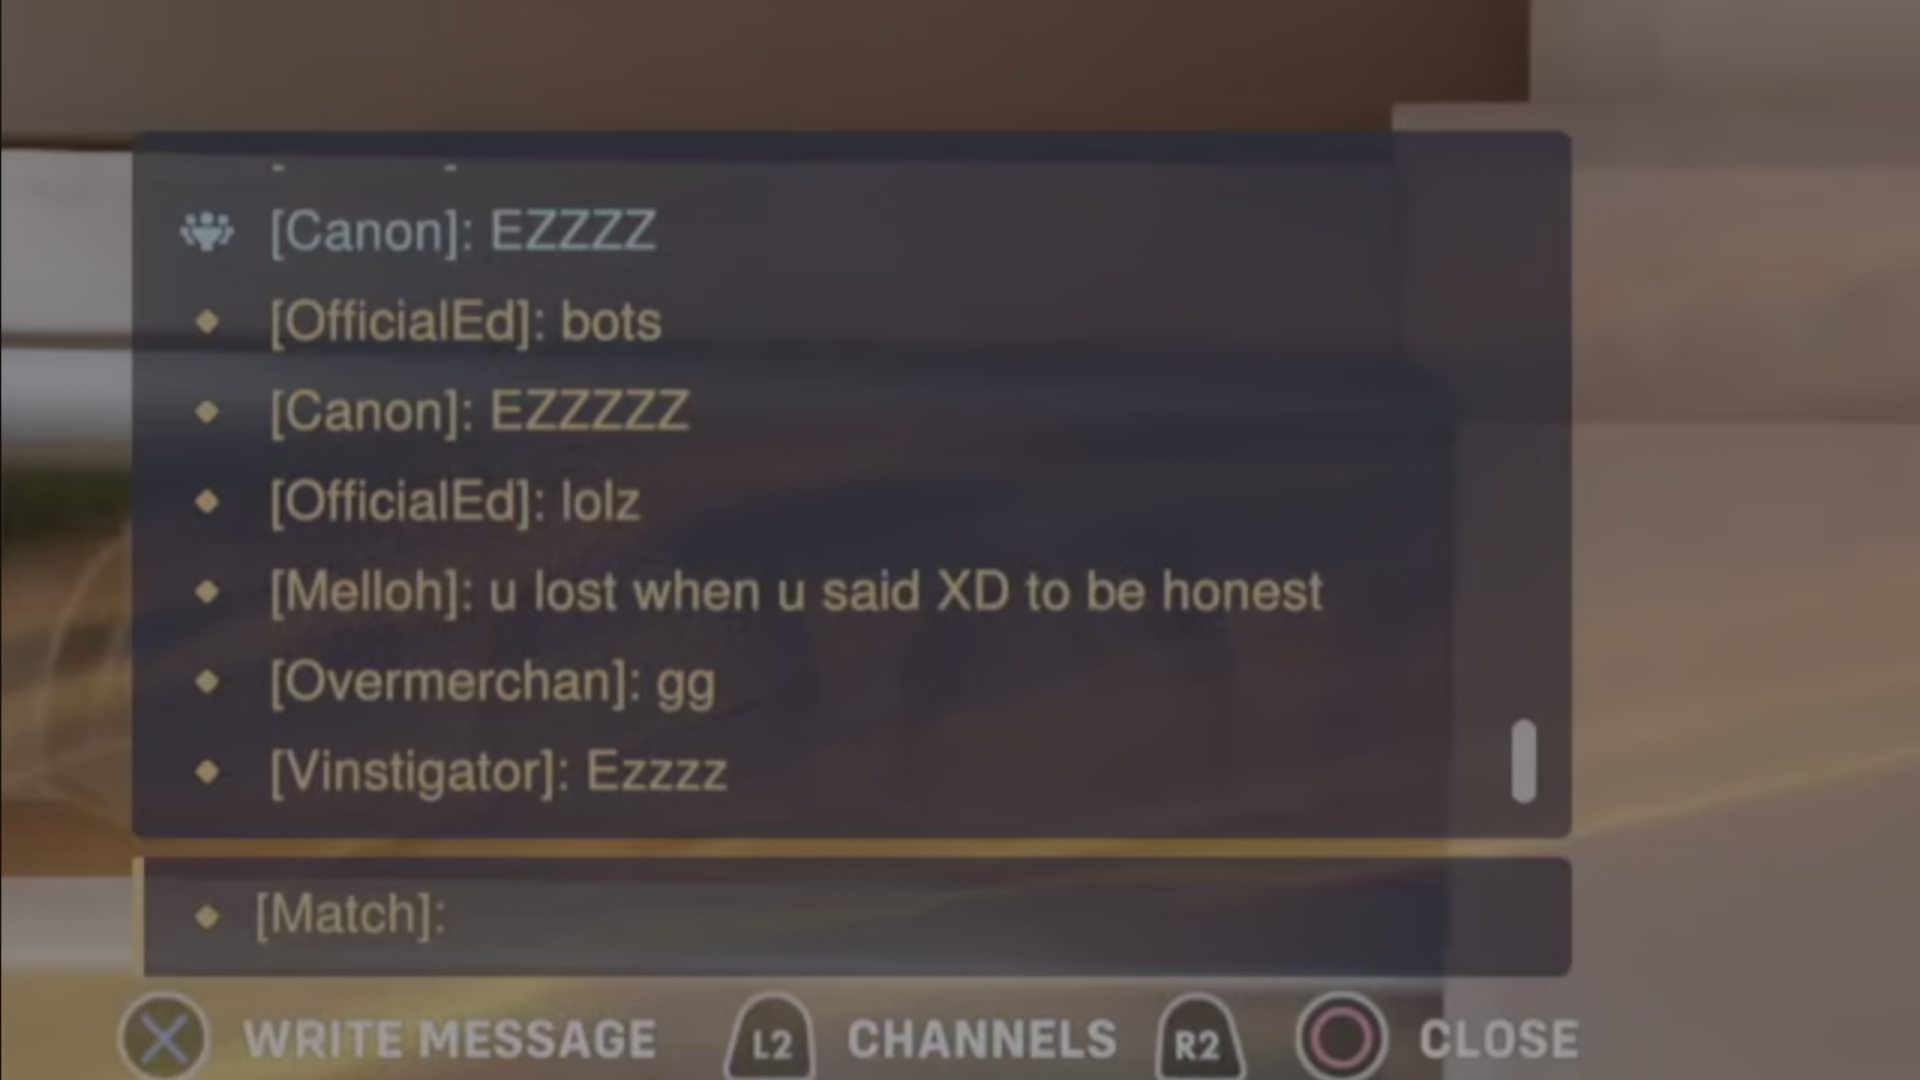 [Canon]: EZZZZ
[OfficialEd]: bots
[Canon]: EZZZZZ
[OfficialEd]: lolz
[Melloh]: u lost when u said XD to be honest
[Overmerchan]: gg
[Vinstigator]: Ezzzz
[Match]:
WRITE MESSAGE L2 CHANNELS R2 CLOSE